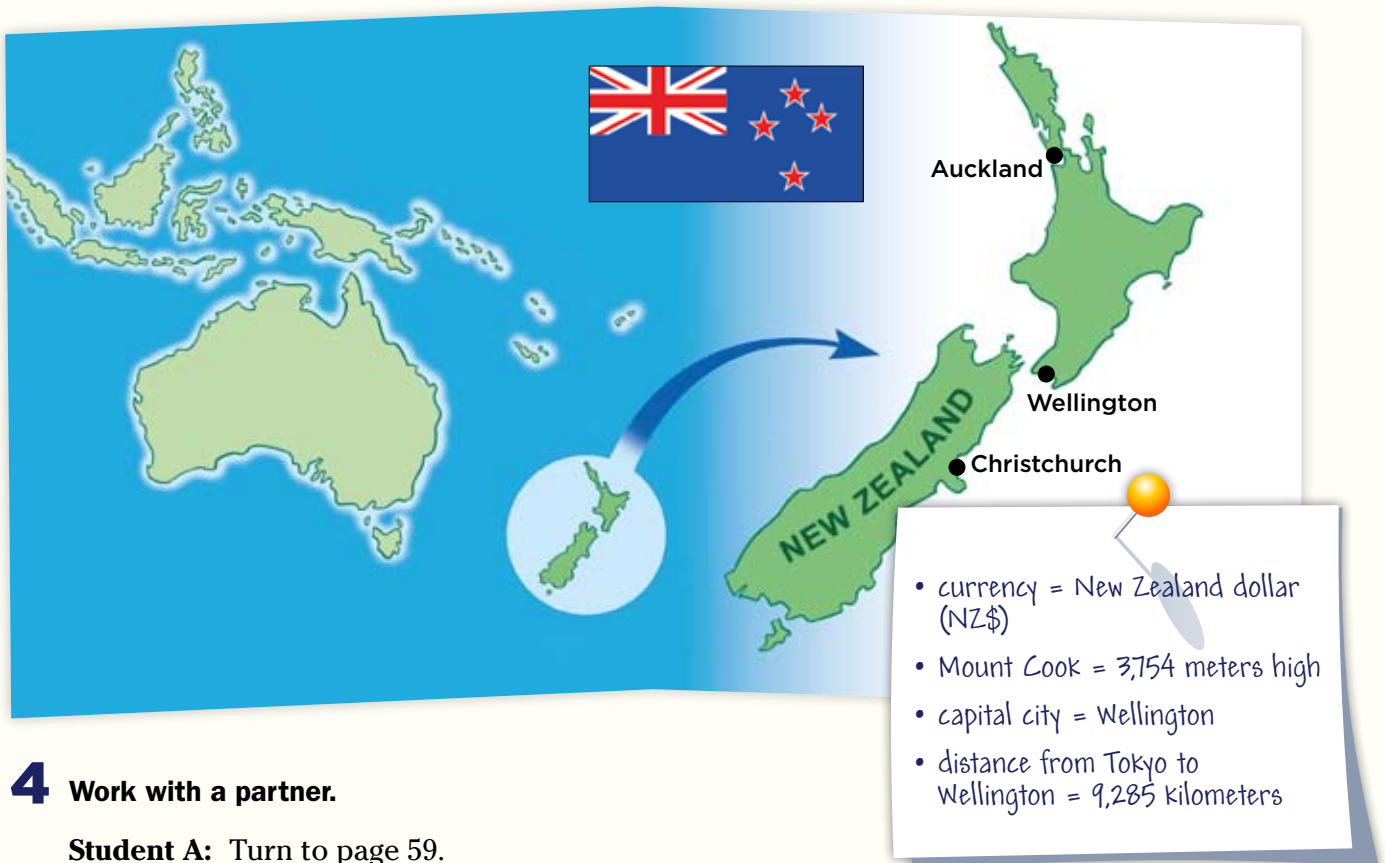 Auckland
Wellington
Christchurch
NEW ZEALAND
• currency = New Zealand dollar
(NZ$)
• Mount Cook = 3,754 meters high
• capital city = Wellington
• distance from Tokyo to
Wellington = 9,285 kilometers
4 Work with a partner.
Student A: Turn to page 59.